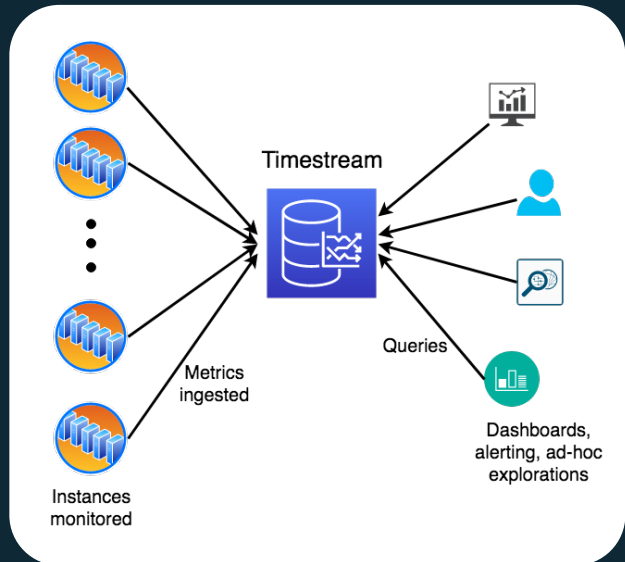 Timestream
Metrics
ingested
Queries
Instances
monitored
Dashboards,
alerting, ad-hoc
explorations